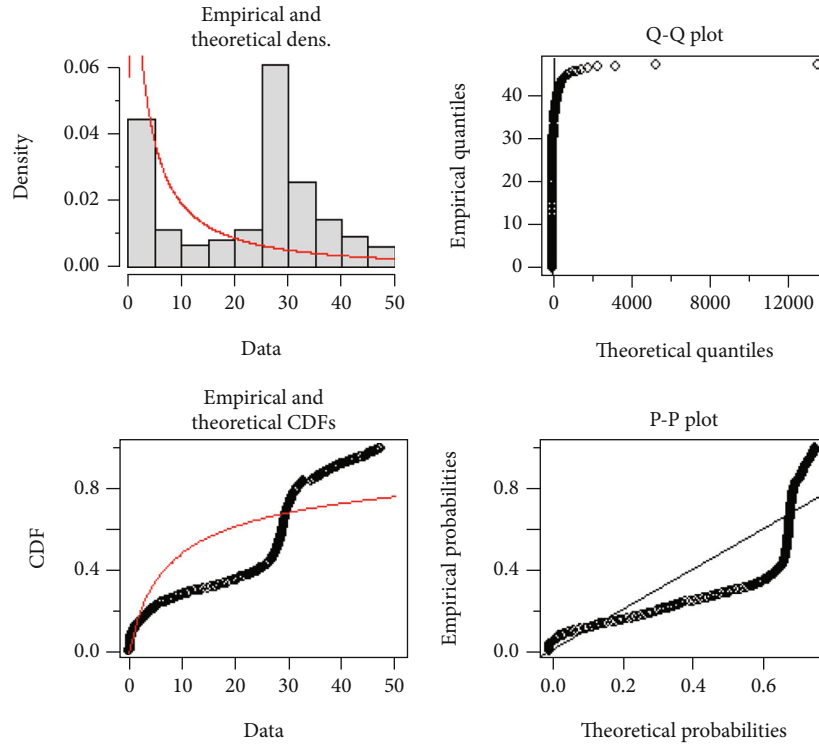 Empirical and
theoretical dens.
Density
0.06
0.04
0.02
0.00
0 10 20 30 40 50
Data
Q-Q plot
Empirical quantiles
40
30
20
10
0
0 4000 8000 12000
Theoretical quantiles
Empirical and
theoretical CDFs
CDF
0.8
0.4
0.0
0 10 20 30 40 50
Data
P-P plot
Empirical probabilities
0.8
0.4
0.0
0.0 0.2 0.4 0.6
Theoretical probabilities